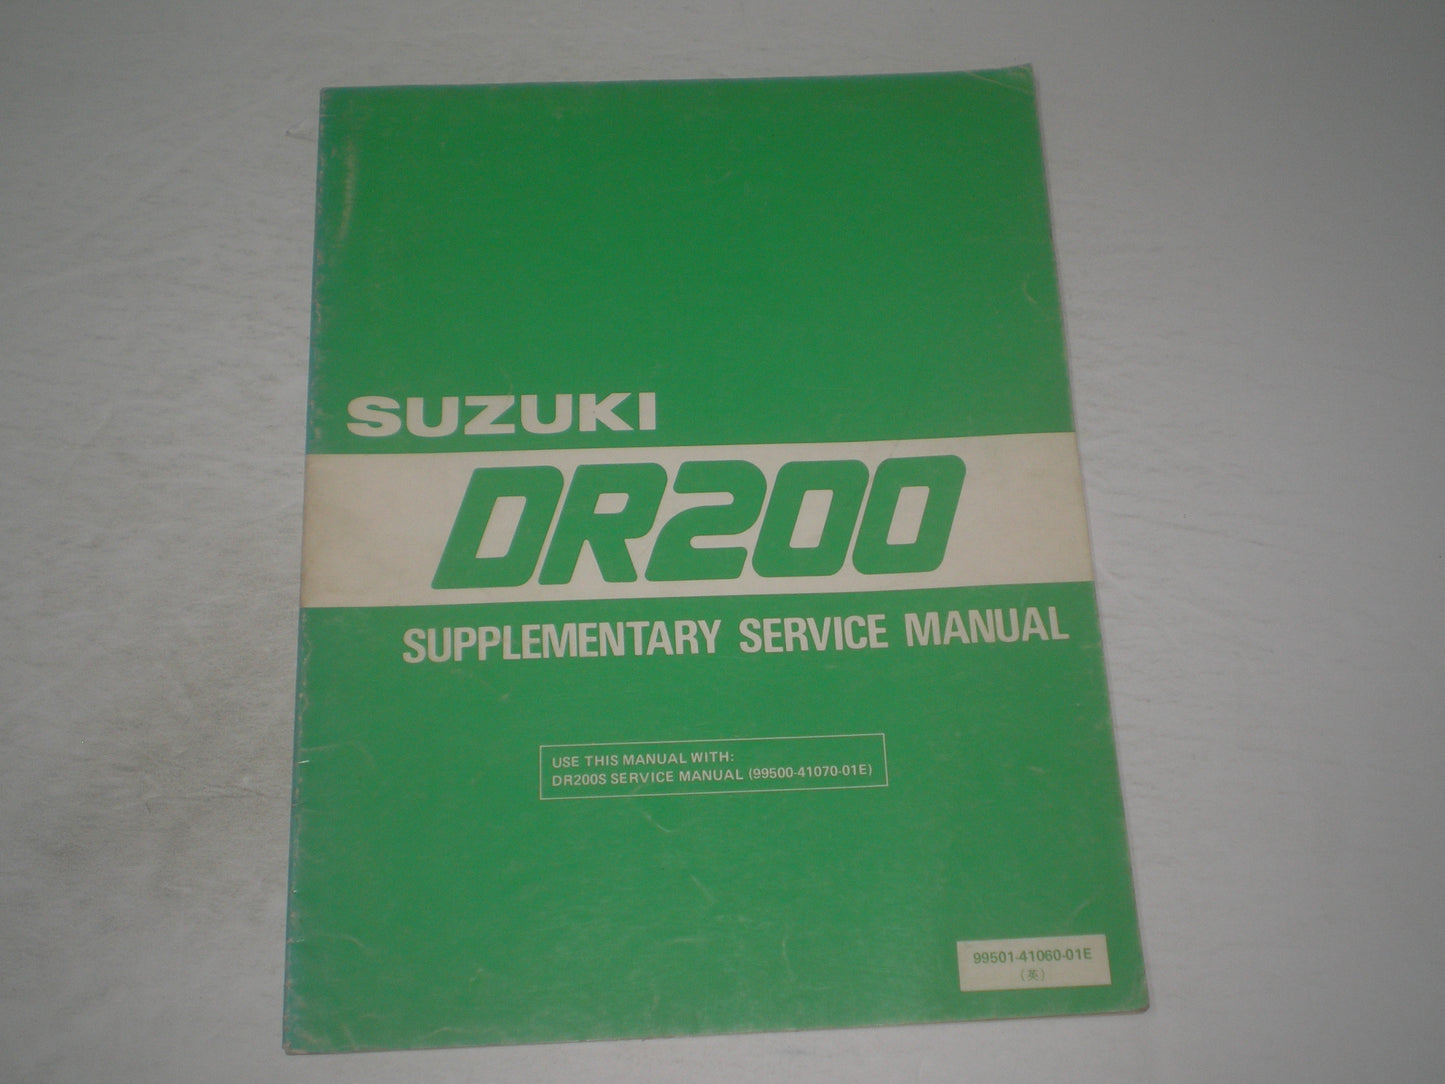 SUZUKI
DR200
SUPPLEMENTARY SERVICE MANUAL
USE THIS MANUAL WITH:
DR200S SERVICE MANUAL (99500-41070-01E)
99501-41060-01E
(英)